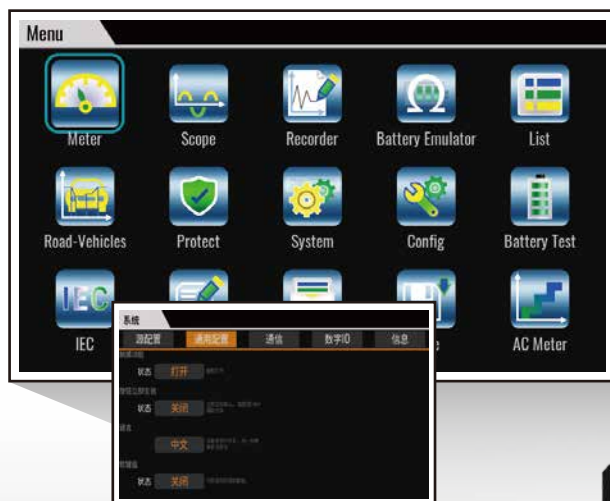 Menu
Meter Scope Recorder Battery Emulator List
Road-Vehicles Protect System Config Battery Test
IEC AC Meter
IEC
系统
源配置 通用配置 通信 数字IO 信息
状态 打开
状态 关闭
中文
状态 关闭